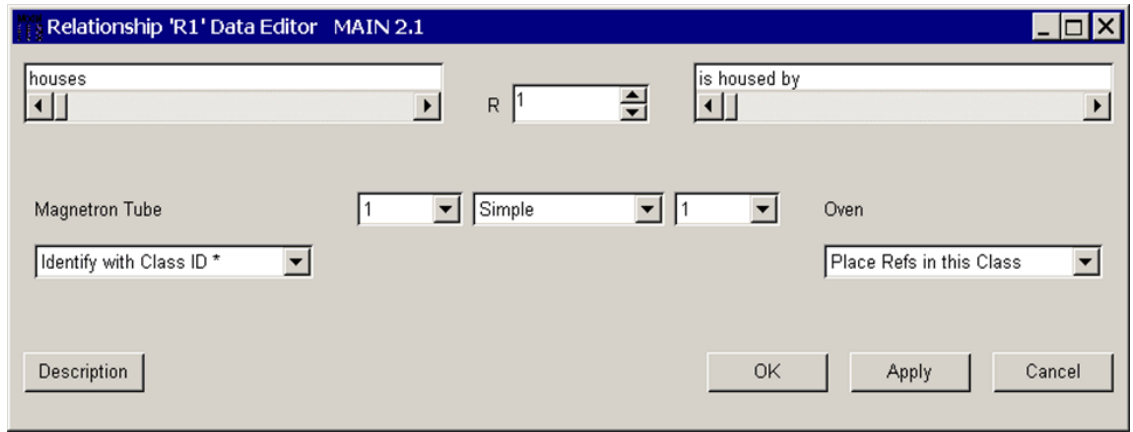 Relationship 'R1' Data Editor MAIN 2.1
houses
R 1
is housed by
Magnetron Tube
1
Simple
1
Oven
Identify with Class ID *
Place Refs in this Class
Description
OK
Apply
Cancel